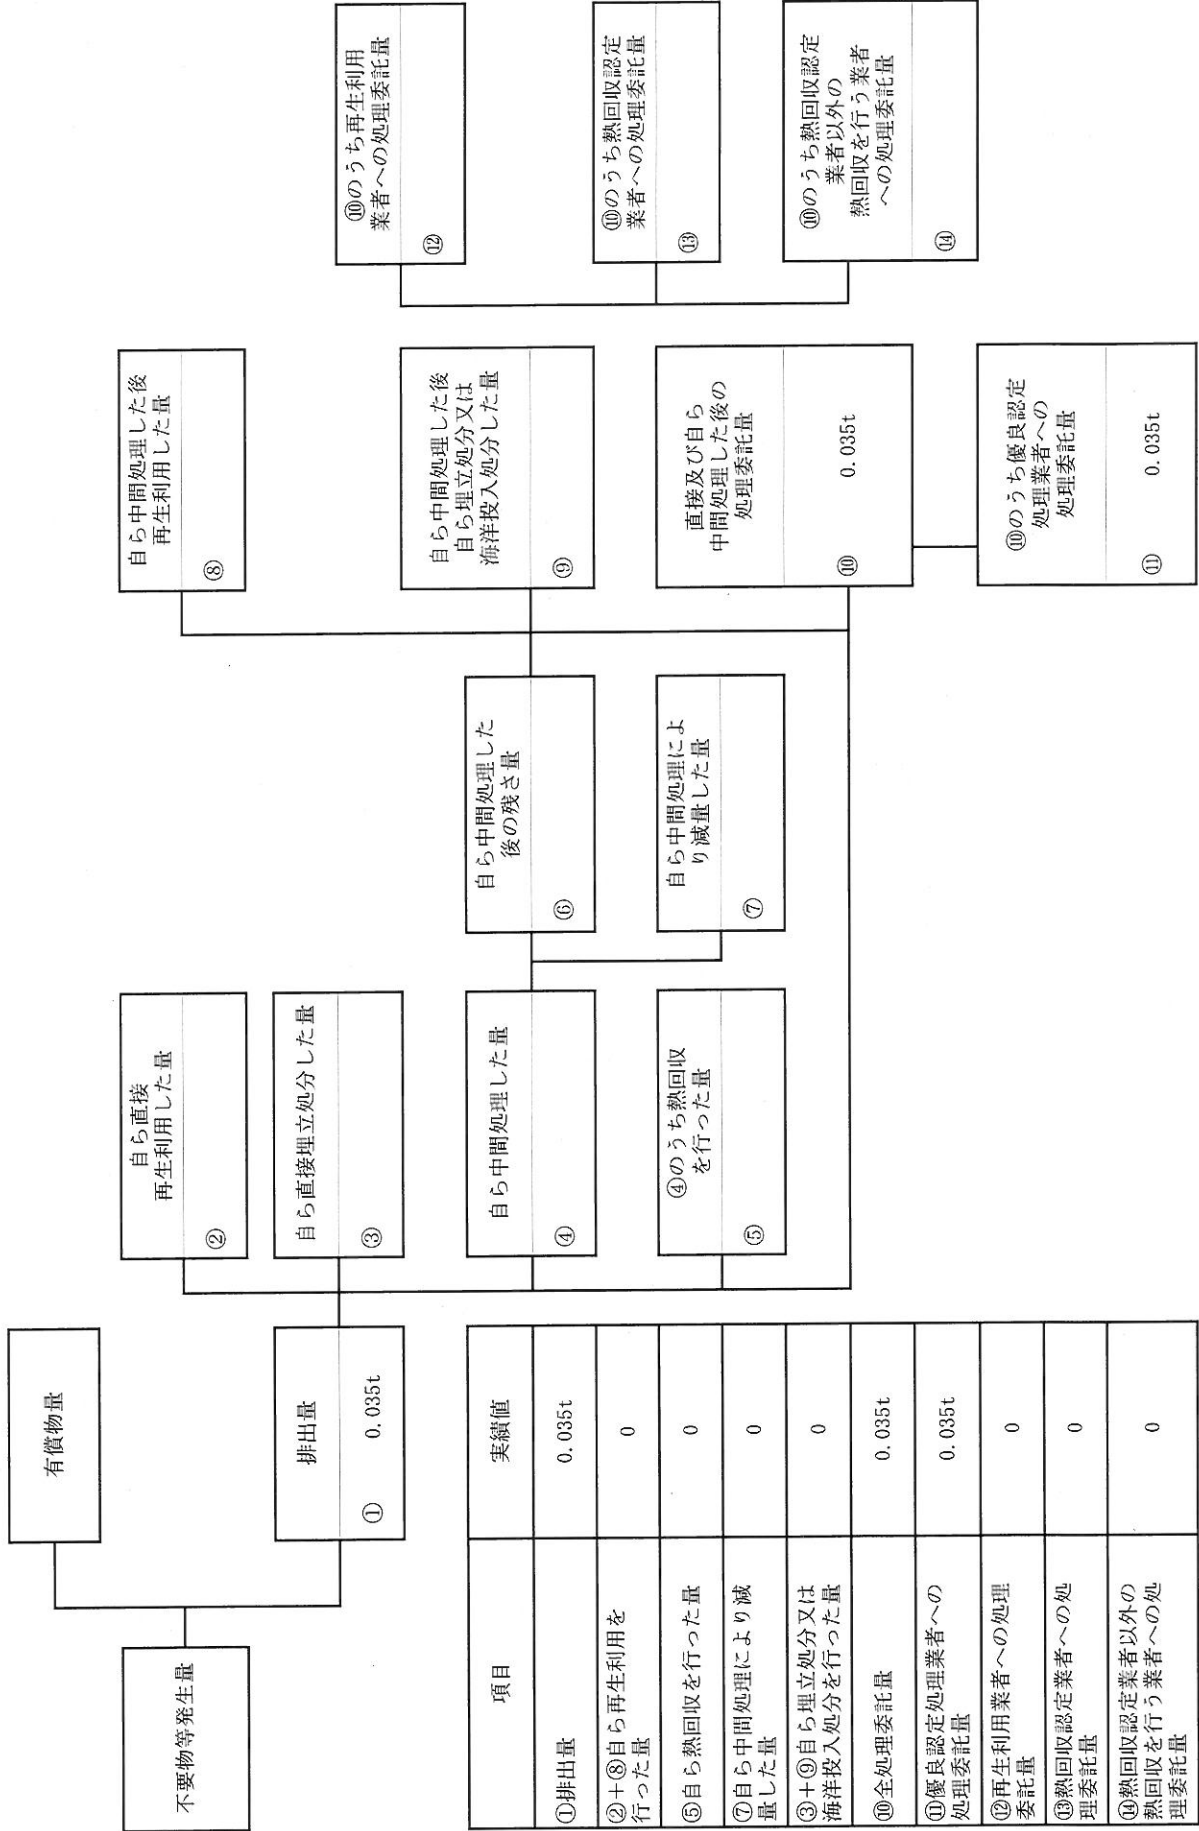 不要物等発生量
有償物量
排出量
① 0.035t
自ら直接
再生利用した量
②
自ら直接埋立処分した量
③
自ら中間処理した量
④
④のうち熱回収
を行った量
⑤
自ら中間処理した
後の残さ量
⑥
自ら中間処理によ
り減量した量
⑦
自ら中間処理した後
再生利用した量
⑧
自ら中間処理した後
自ら埋立処分又は
海洋投入処分した量
⑨
直接及び自ら
中間処理した後の
処理委託量
⑩ 0.035t
⑩のうち優良認定
処理業者への
処理委託量
⑪ 0.035t
⑩のうち再生利用
業者への処理委託量
⑫
⑩のうち熱回収認定
業者への処理委託量
⑬
⑩のうち熱回収認定
業者以外の
熱回収を行う業者
への処理委託量
⑭
項目 実績値
①排出量 0.035t
②+⑧自ら再生利用を
行った量 0
⑤自ら熱回収を行った量 0
⑦自ら中間処理により減
量した量 0
③+⑨自ら埋立処分又は
海洋投入処分を行った量 0
⑩全処理委託量 0.035t
⑪優良認定処理業者への
処理委託量 0.035t
⑫再生利用業者への処理
委託量 0
⑬熱回収認定業者への処
理委託量 0
⑭熱回収認定業者以外の
熱回収を行う業者への処
理委託量 0